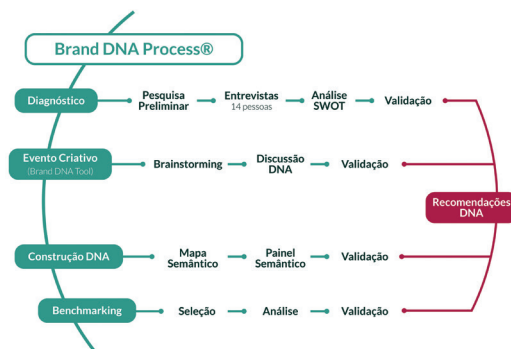 Brand DNA Process®
Diagnóstico
Pesquisa
Preliminar
Entrevistas
14 pessoas
Análise
SWOT
Validação
Evento Criativo
(Brand DNA Tool)
Brainstorming
Discussão
DNA
Validação
Recomendações
DNA
Construção DNA
Mapa
Semântico
Painel
Semântico
Validação
Benchmarking
Seleção
Análise
Validação